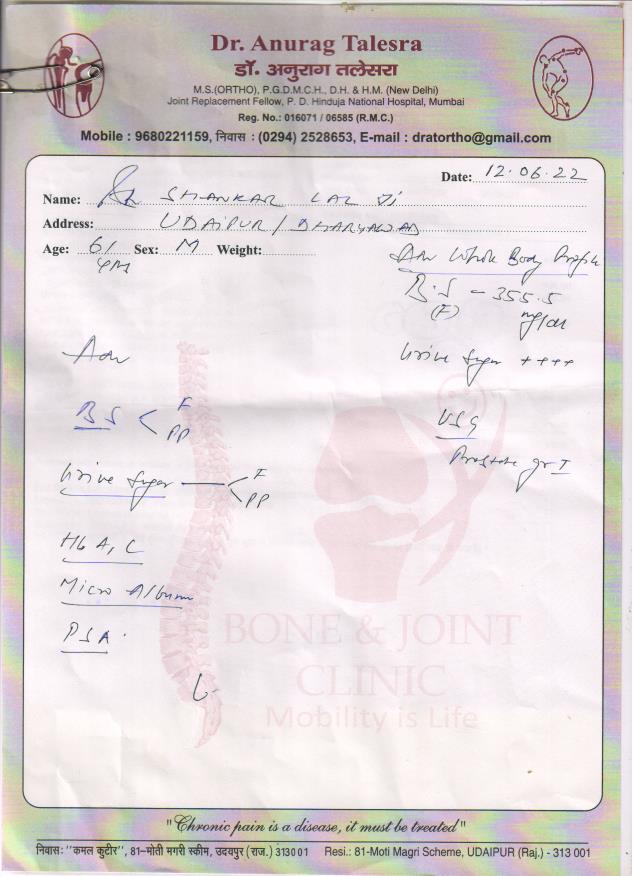 Dr. Anurag Talesra
डॉ. अनुराग तलेसरा
M.S.(ORTHO), P.G.D.M.C.H., D.H. & H.M. (New Delhi)
Joint Replacement Fellow, P. D. Hinduja National Hospital, Mumbai
Reg. No.: 016071 / 06585 (R.M.C.)
Mobile : 9680221159, निवास : (0294) 2528653, E-mail : dratortho@gmail.com
Date: 12.06.22
Name: SHANKAR LAL Ji
Address: UDAIPUR / DHARYAWAD
Age: 61 yrs Sex: M Weight:
Adv Whole Body Profile
B.S - 355.5 mg/dl
(F)
Urine Sugar ++++
USG
Prostate gr I
Adv
BS < F
PP
Urine Sugar < F
PP
HbA1C
Micro Album
PSA
BONE & JOINT
CLINIC
Mobility is Life
"Chronic pain is a disease, it must be treated"
निवास: "कमल कुटीर", 81-मोती मगरी स्कीम, उदयपुर (राज.) 313001 Resi.: 81-Moti Magri Scheme, UDAIPUR (Raj.) - 313 001